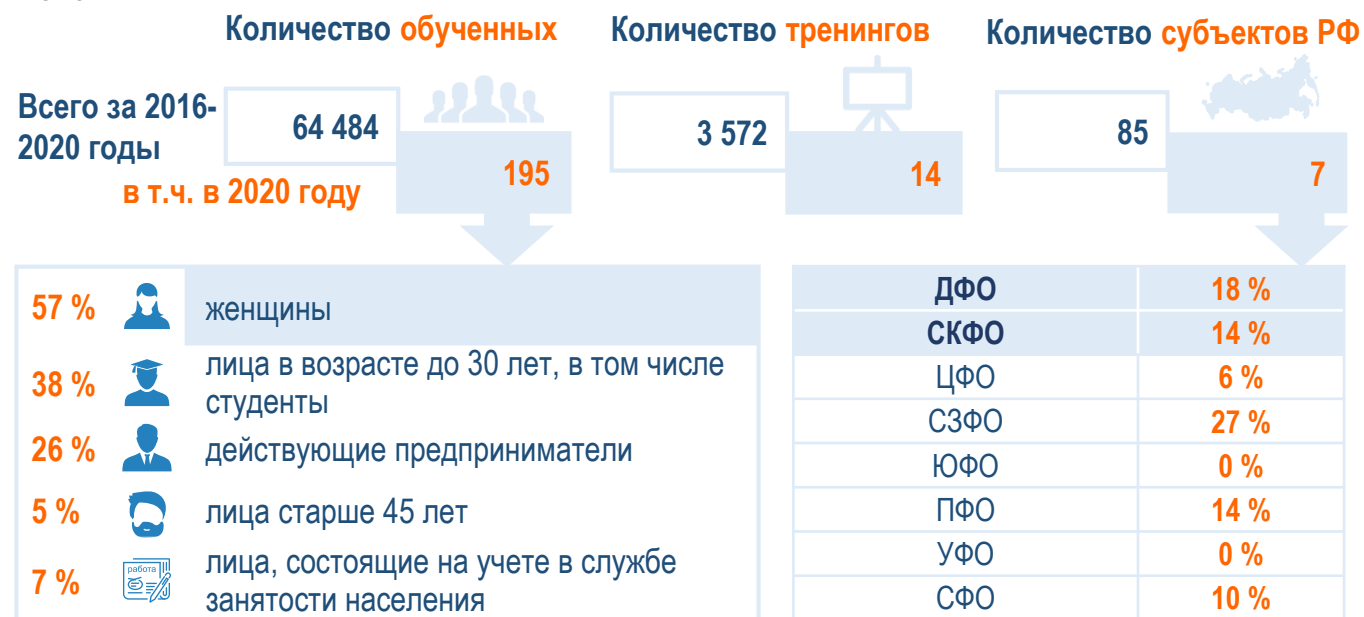 Количество обученных
Количество тренингов
Количество субъектов РФ
Всего за 2016-
2020 годы
64 484
3 572
85
в т.ч. в 2020 году
195
14
7
57 %
женщины
38 %
лица в возрасте до 30 лет, в том числе
студенты
26 %
действующие предприниматели
5 %
лица старше 45 лет
7 %
работа
лица, состоящие на учете в службе
занятости населения
ДФО 18 %
СКФО 14 %
ЦФО 6 %
СЗФО 27 %
ЮФО 0 %
ПФО 14 %
УФО 0 %
СФО 10 %